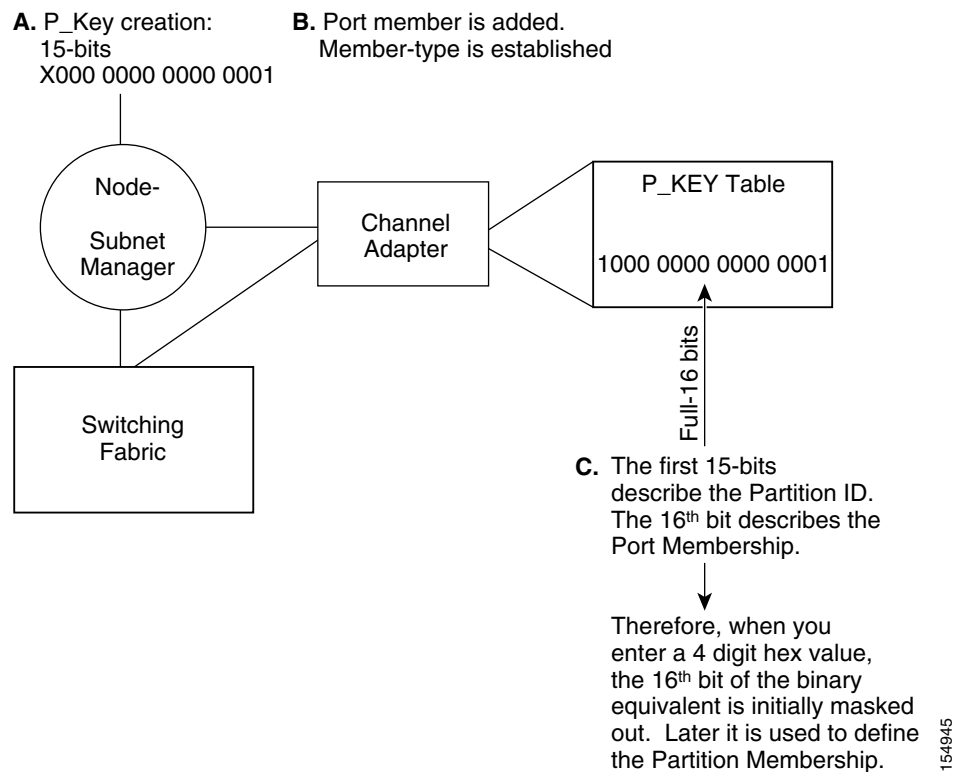 A. P_Key creation:
15-bits
X000 0000 0000 0001
B. Port member is added.
Member-type is established
Node-
Subnet
Manager
Channel
Adapter
P_KEY Table
1000 0000 0000 0001
Switching
Fabric
Full-16 bits
C. The first 15-bits
describe the Partition ID.
The 16th bit describes the
Port Membership.
Therefore, when you
enter a 4 digit hex value,
the 16th bit of the binary
equivalent is initially masked
out. Later it is used to define
the Partition Membership.
154945